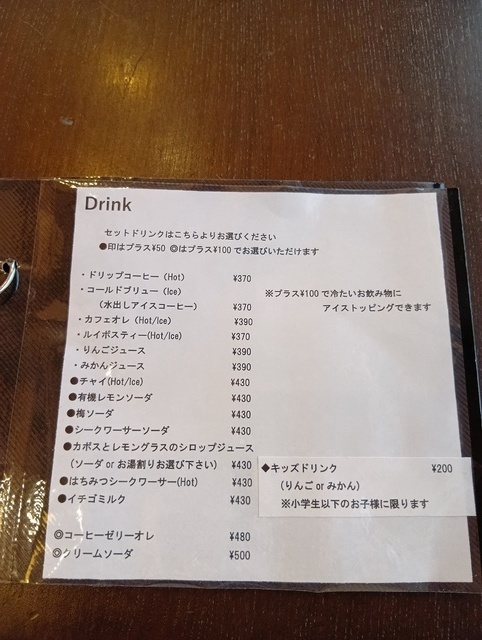 Drink
セットドリンクはこちらよりお選びください
●印はプラス¥50 ◎はプラス¥100でお選びいただけます
・ドリップコーヒー (Hot) ¥370
・コールドブリュー (Ice)
(水出しアイスコーヒー) ¥370
※プラス¥100で冷たいお飲み物に
アイストッピングできます
・カフェオレ (Hot/Ice) ¥390
・ルイボスティー(Hot/Ice) ¥370
・りんごジュース ¥390
・みかんジュース ¥390
●チャイ(Hot/Ice) ¥430
●有機レモンソーダ ¥430
●梅ソーダ ¥430
●シークワーサーソーダ ¥430
●カボスとレモングラスのシロップジュース
(ソーダ or お湯割りお選び下さい) ¥430
●はちみつシークワーサー(Hot) ¥430
●イチゴミルク ¥430
◆キッズドリンク ¥200
(りんご or みかん)
※小学生以下のお子様に限ります
◎コーヒーゼリーオレ ¥480
◎クリームソーダ ¥500